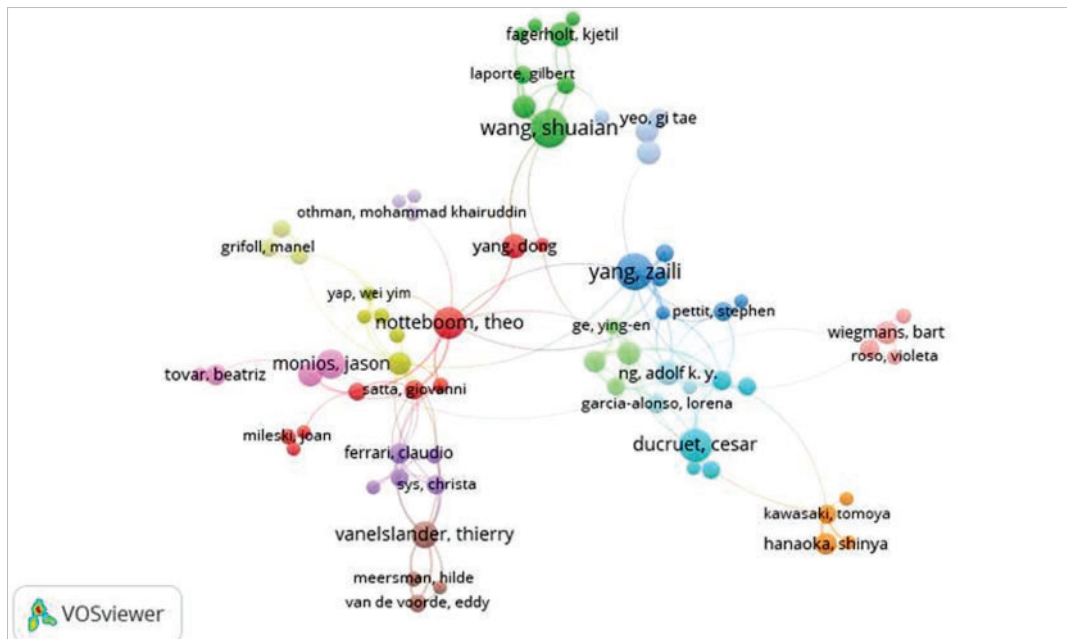 fagerholt, kjetil
laporte, gilbert
wang, shuaian
yeo, gi tae
othman, mohammad khairuddin
grifoll, manel
yang, dong
yang, zaili
yap, wei yim
notteboom, theo
pettit, stephen
ge, ying-en
wiegmans, bart
roso, violeta
monios, jason
tovar, beatriz
ng, adolf k. y.
satta, giovanni
garcia-alonso, lorena
mileski, joan
ducruet, cesar
ferrari, claudio
sys, christa
kawasaki, tomoya
vanelslander, thierry
hanaoka, shinya
meersman, hilde
van de voorde, eddy
VOSviewer